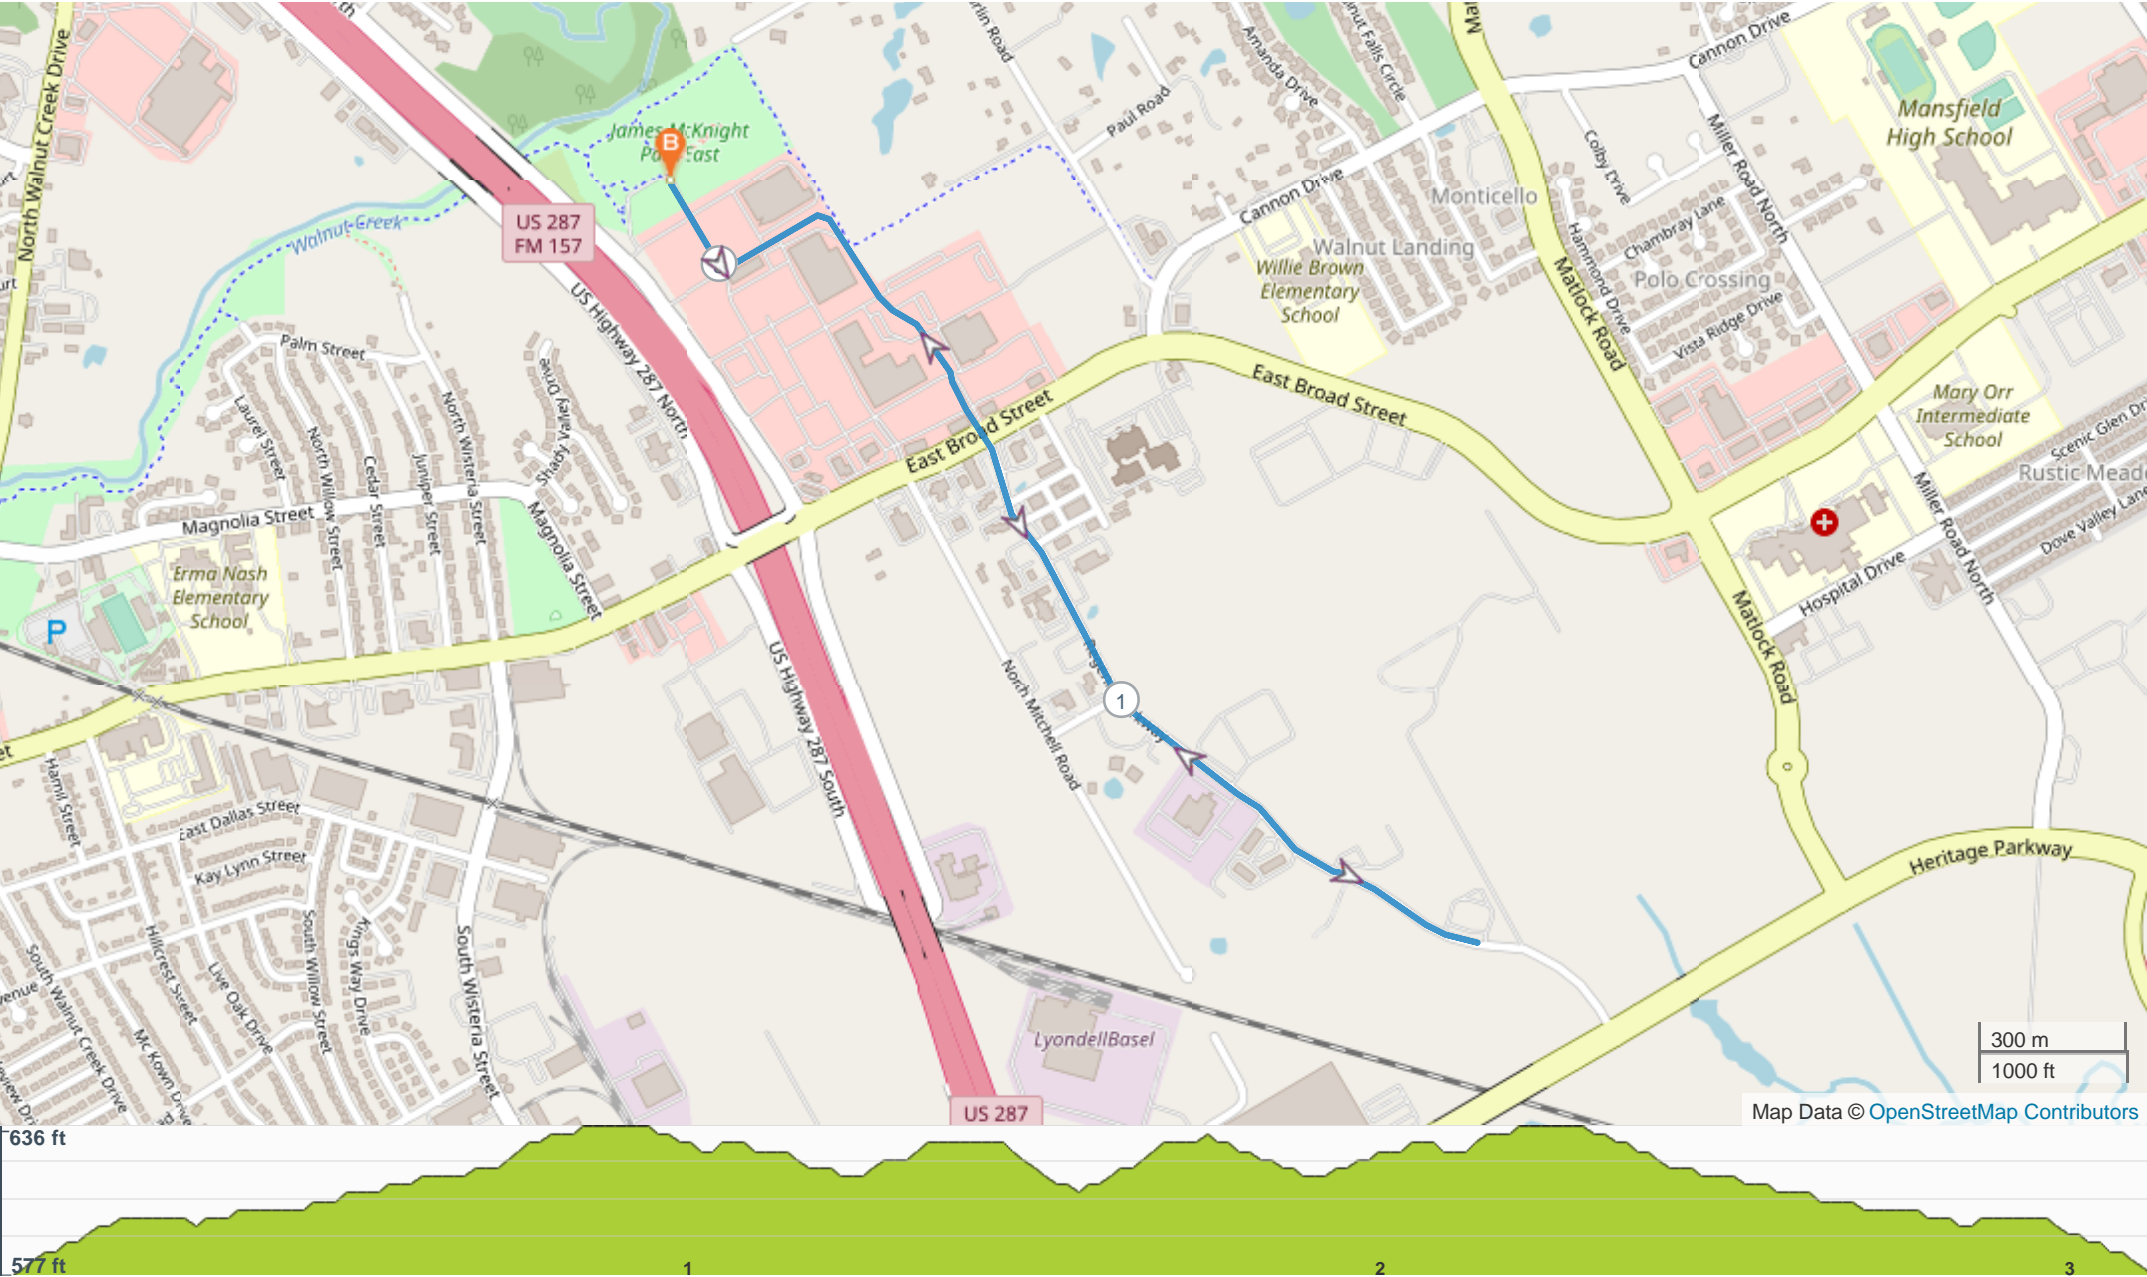 North Walnut Creek Drive
James McKnight
Park East
B
US 287
FM 157
Walnut Creek
US Highway 287 North
Paul Road
Amanda Drive
Cannon Drive
Cannon Drive
Mansfield
High School
Miller Road North
Colby Drive
Monticello
Chambray Lane
Hammond Drive
Polo Crossing
Vista Ridge Drive
Walnut Landing
Willie Brown
Elementary
School
Matlock Road
Palm Street
Laurel Street
North Willow Street
Cedar Street
Juniper Street
North Wisteria Street
Shady Valley Drive
East Broad Street
East Broad Street
Mary Orr
Intermediate
School
Rustic Mead
Dove Valley Lane
Miller Road North
Magnolia Street
Magnolia Street
Erma Nash
Elementary
School
P
Hospital Drive
Matlock Road
US Highway 287 South
North Mitchell Road
1
Hamil Street
East Dallas Street
Kay Lynn Street
Heritage Parkway
Hillcrest Street
Live Oak Drive
South Willow Street
Kings Way Drive
South Wisteria Street
South Walnut Creek Drive
Mc Kown Drive
LyondellBasel
US 287
300 m
1000 ft
Map Data © OpenStreetMap Contributors
636 ft
577 ft
1
2
3